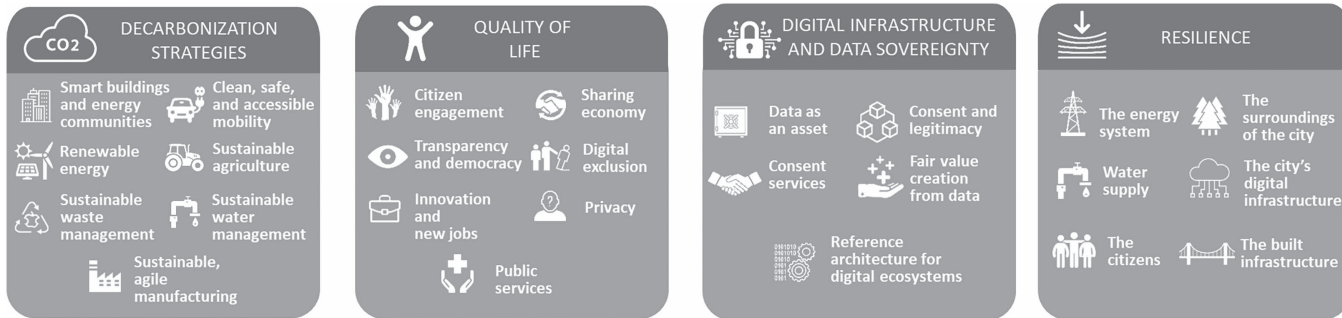 CO2
DECARBONIZATION
STRATEGIES
Smart buildings
and energy
communities
Clean, safe,
and accessible
mobility
Renewable
energy
Sustainable
agriculture
Sustainable
waste
management
Sustainable
water
management
Sustainable,
agile
manufacturing
QUALITY OF
LIFE
Citizen
engagement
Sharing
economy
Transparency
and democracy
Digital
exclusion
Innovation
and
new jobs
?
Privacy
Public
services
DIGITAL INFRASTRUCTURE
AND DATA SOVEREIGNTY
Data as
an asset
Consent and
legitimacy
Consent
services
Fair value
creation
from data
Reference
architecture for
digital ecosystems
RESILIENCE
The energy
system
The
surroundings
of the city
Water
supply
The city's
digital
infrastructure
The
citizens
The built
infrastructure